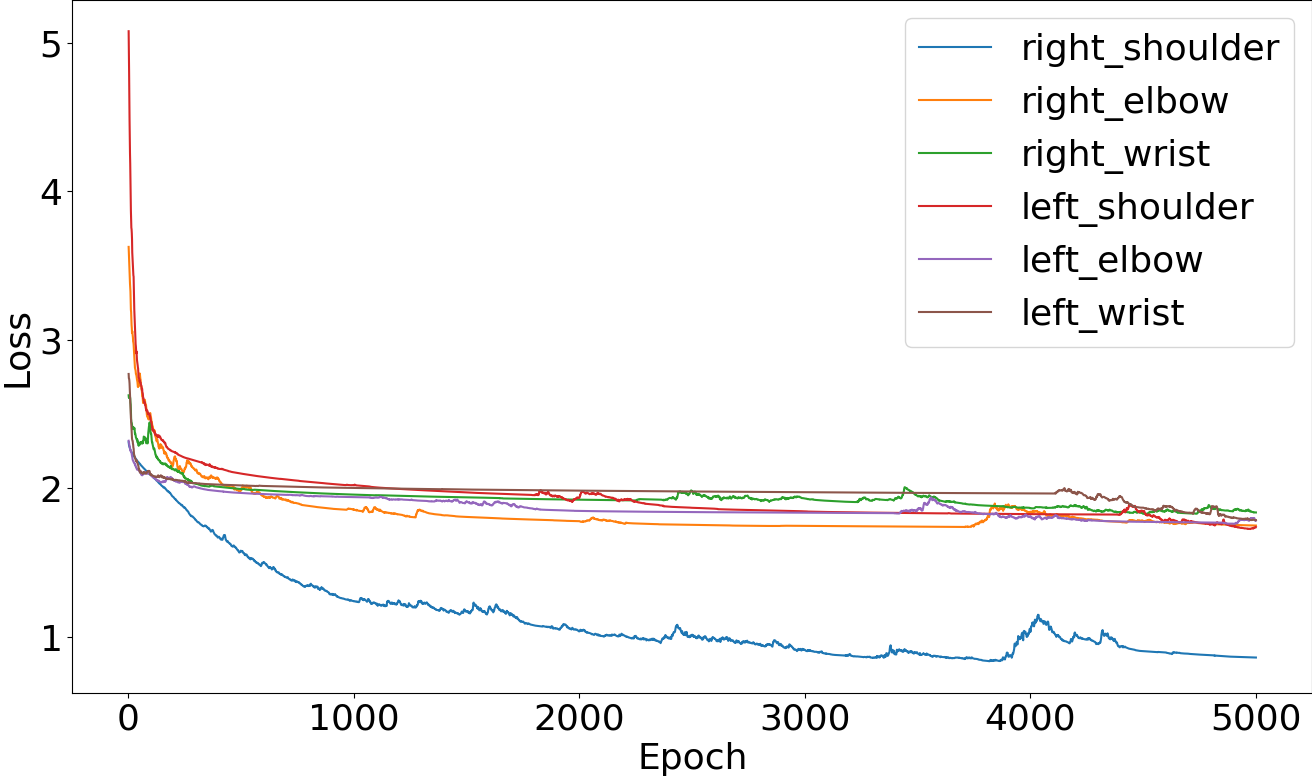 5
4
3
2
1
Loss
right_shoulder
right_elbow
right_wrist
left_shoulder
left_elbow
left_wrist
0 1000 2000 3000 4000 5000
Epoch